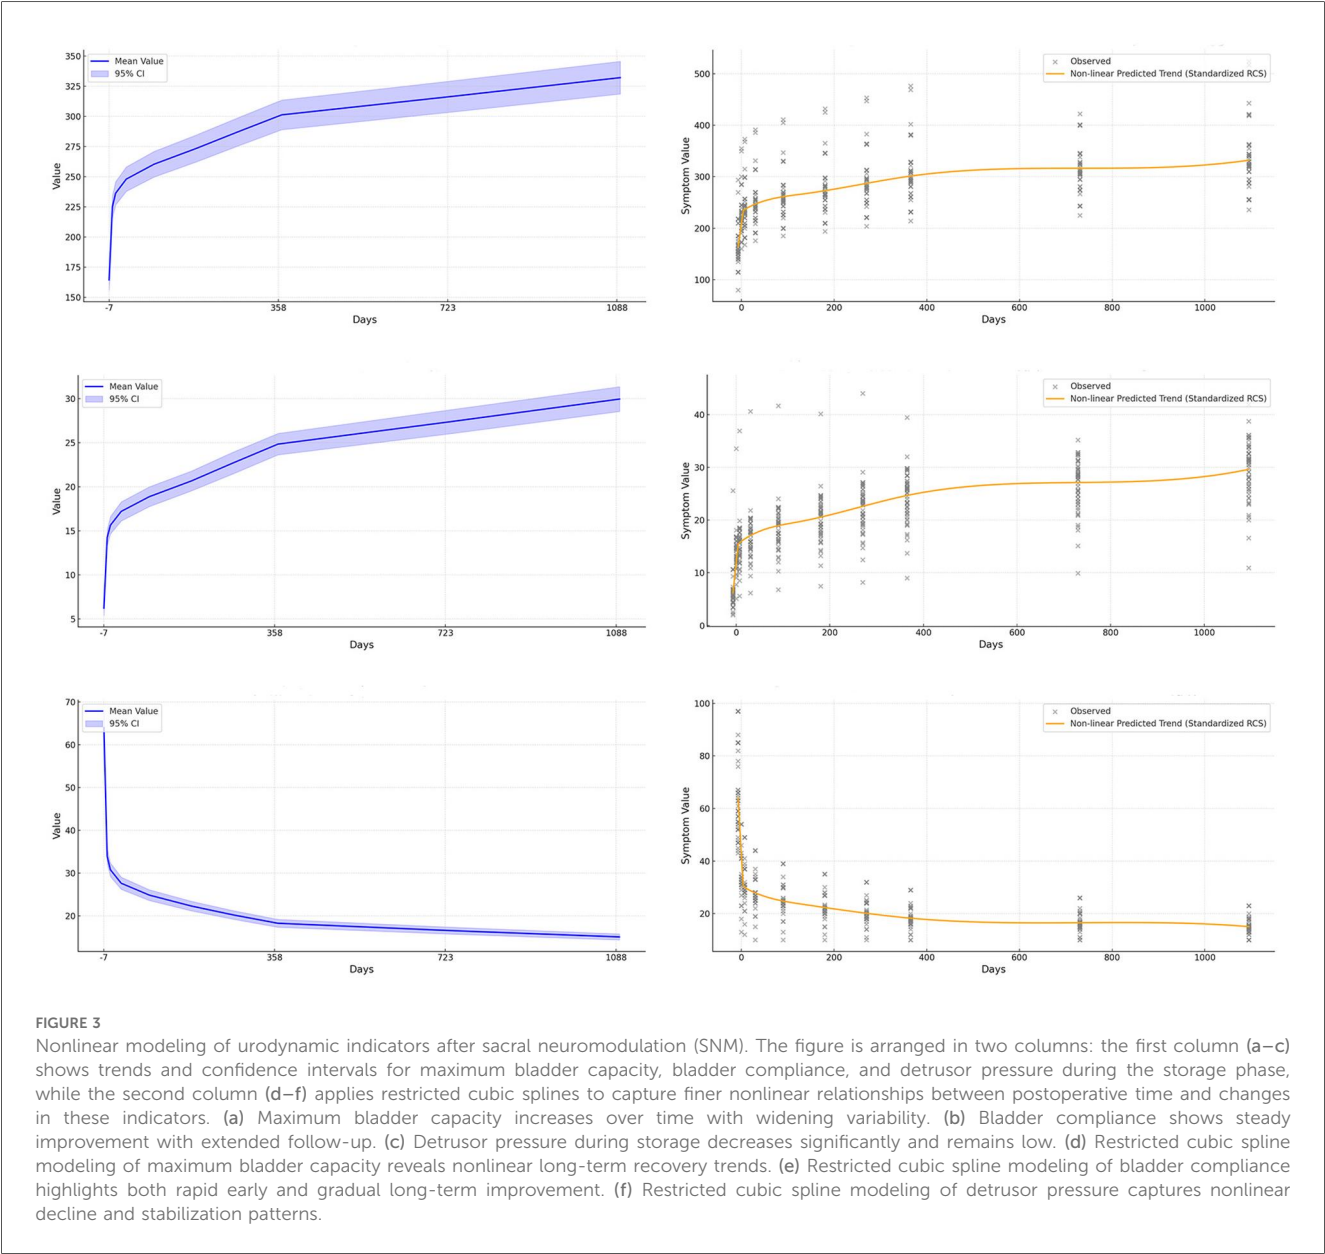 350
325
300
275
250
225
200
175
150
Value
Mean Value
95% CI
-7
358
723
1088
Days
500
400
300
200
100
Symptom Value
Observed
Non-linear Predicted Trend (Standardized RCS)
0
200
400
600
800
1000
Days
30
25
20
15
10
5
Value
Mean Value
95% CI
-7
358
723
1088
Days
40
30
20
10
0
Symptom Value
Observed
Non-linear Predicted Trend (Standardized RCS)
0
200
400
600
800
1000
Days
70
60
50
40
30
20
Value
Mean Value
95% CI
-7
358
723
1088
Days
100
80
60
40
20
Symptom Value
Observed
Non-linear Predicted Trend (Standardized RCS)
0
200
400
600
800
1000
Days
FIGURE 3
Nonlinear modeling of urodynamic indicators after sacral neuromodulation (SNM). The figure is arranged in two columns: the first column (a–c)
shows trends and confidence intervals for maximum bladder capacity, bladder compliance, and detrusor pressure during the storage phase,
while the second column (d–f) applies restricted cubic splines to capture finer nonlinear relationships between postoperative time and changes
in these indicators. (a) Maximum bladder capacity increases over time with widening variability. (b) Bladder compliance shows steady
improvement with extended follow-up. (c) Detrusor pressure during storage decreases significantly and remains low. (d) Restricted cubic spline
modeling of maximum bladder capacity reveals nonlinear long-term recovery trends. (e) Restricted cubic spline modeling of bladder compliance
highlights both rapid early and gradual long-term improvement. (f) Restricted cubic spline modeling of detrusor pressure captures nonlinear
decline and stabilization patterns.